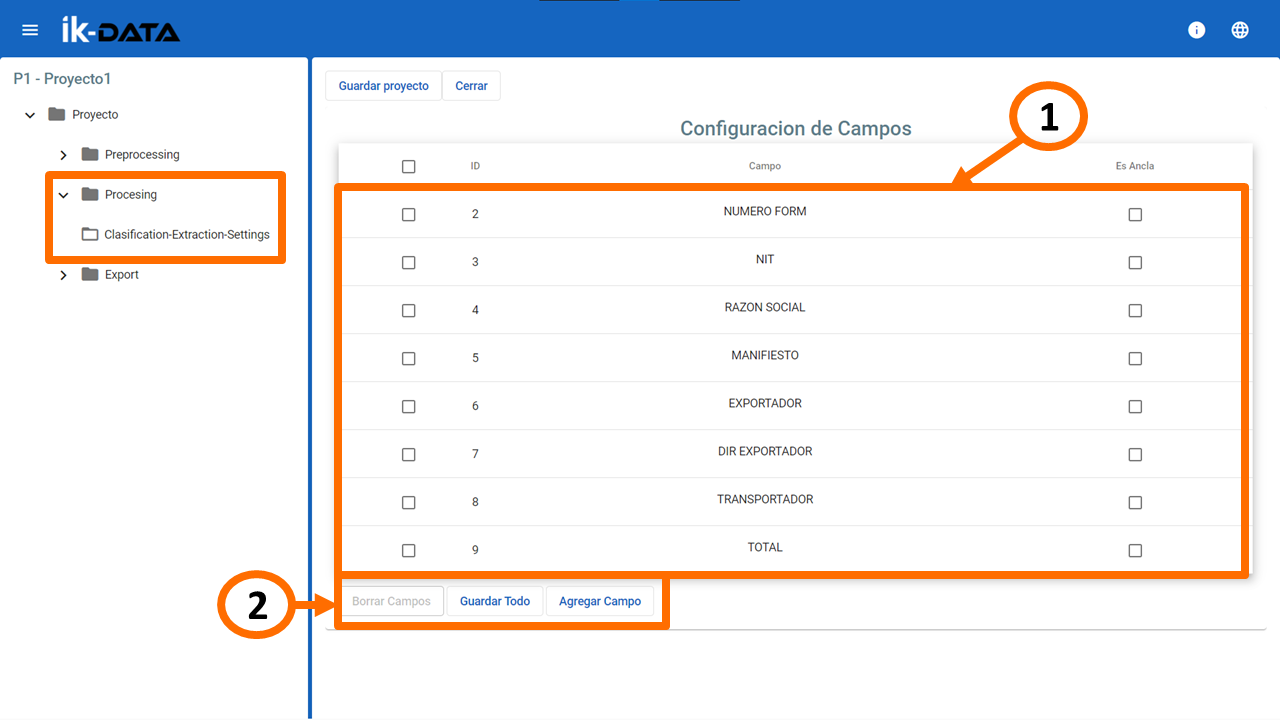 ik-DATA
P1 - Proyecto1
Proyecto
Preprocessing
Procesing
Clasification-Extraction-Settings
Export
Guardar proyecto Cerrar
1
Configuracion de Campos
ID Campo Es Ancla
2 NUMERO FORM
3 NIT
4 RAZON SOCIAL
5 MANIFIESTO
6 EXPORTADOR
7 DIR EXPORTADOR
8 TRANSPORTADOR
9 TOTAL
2
Borrar Campos Guardar Todo Agregar Campo